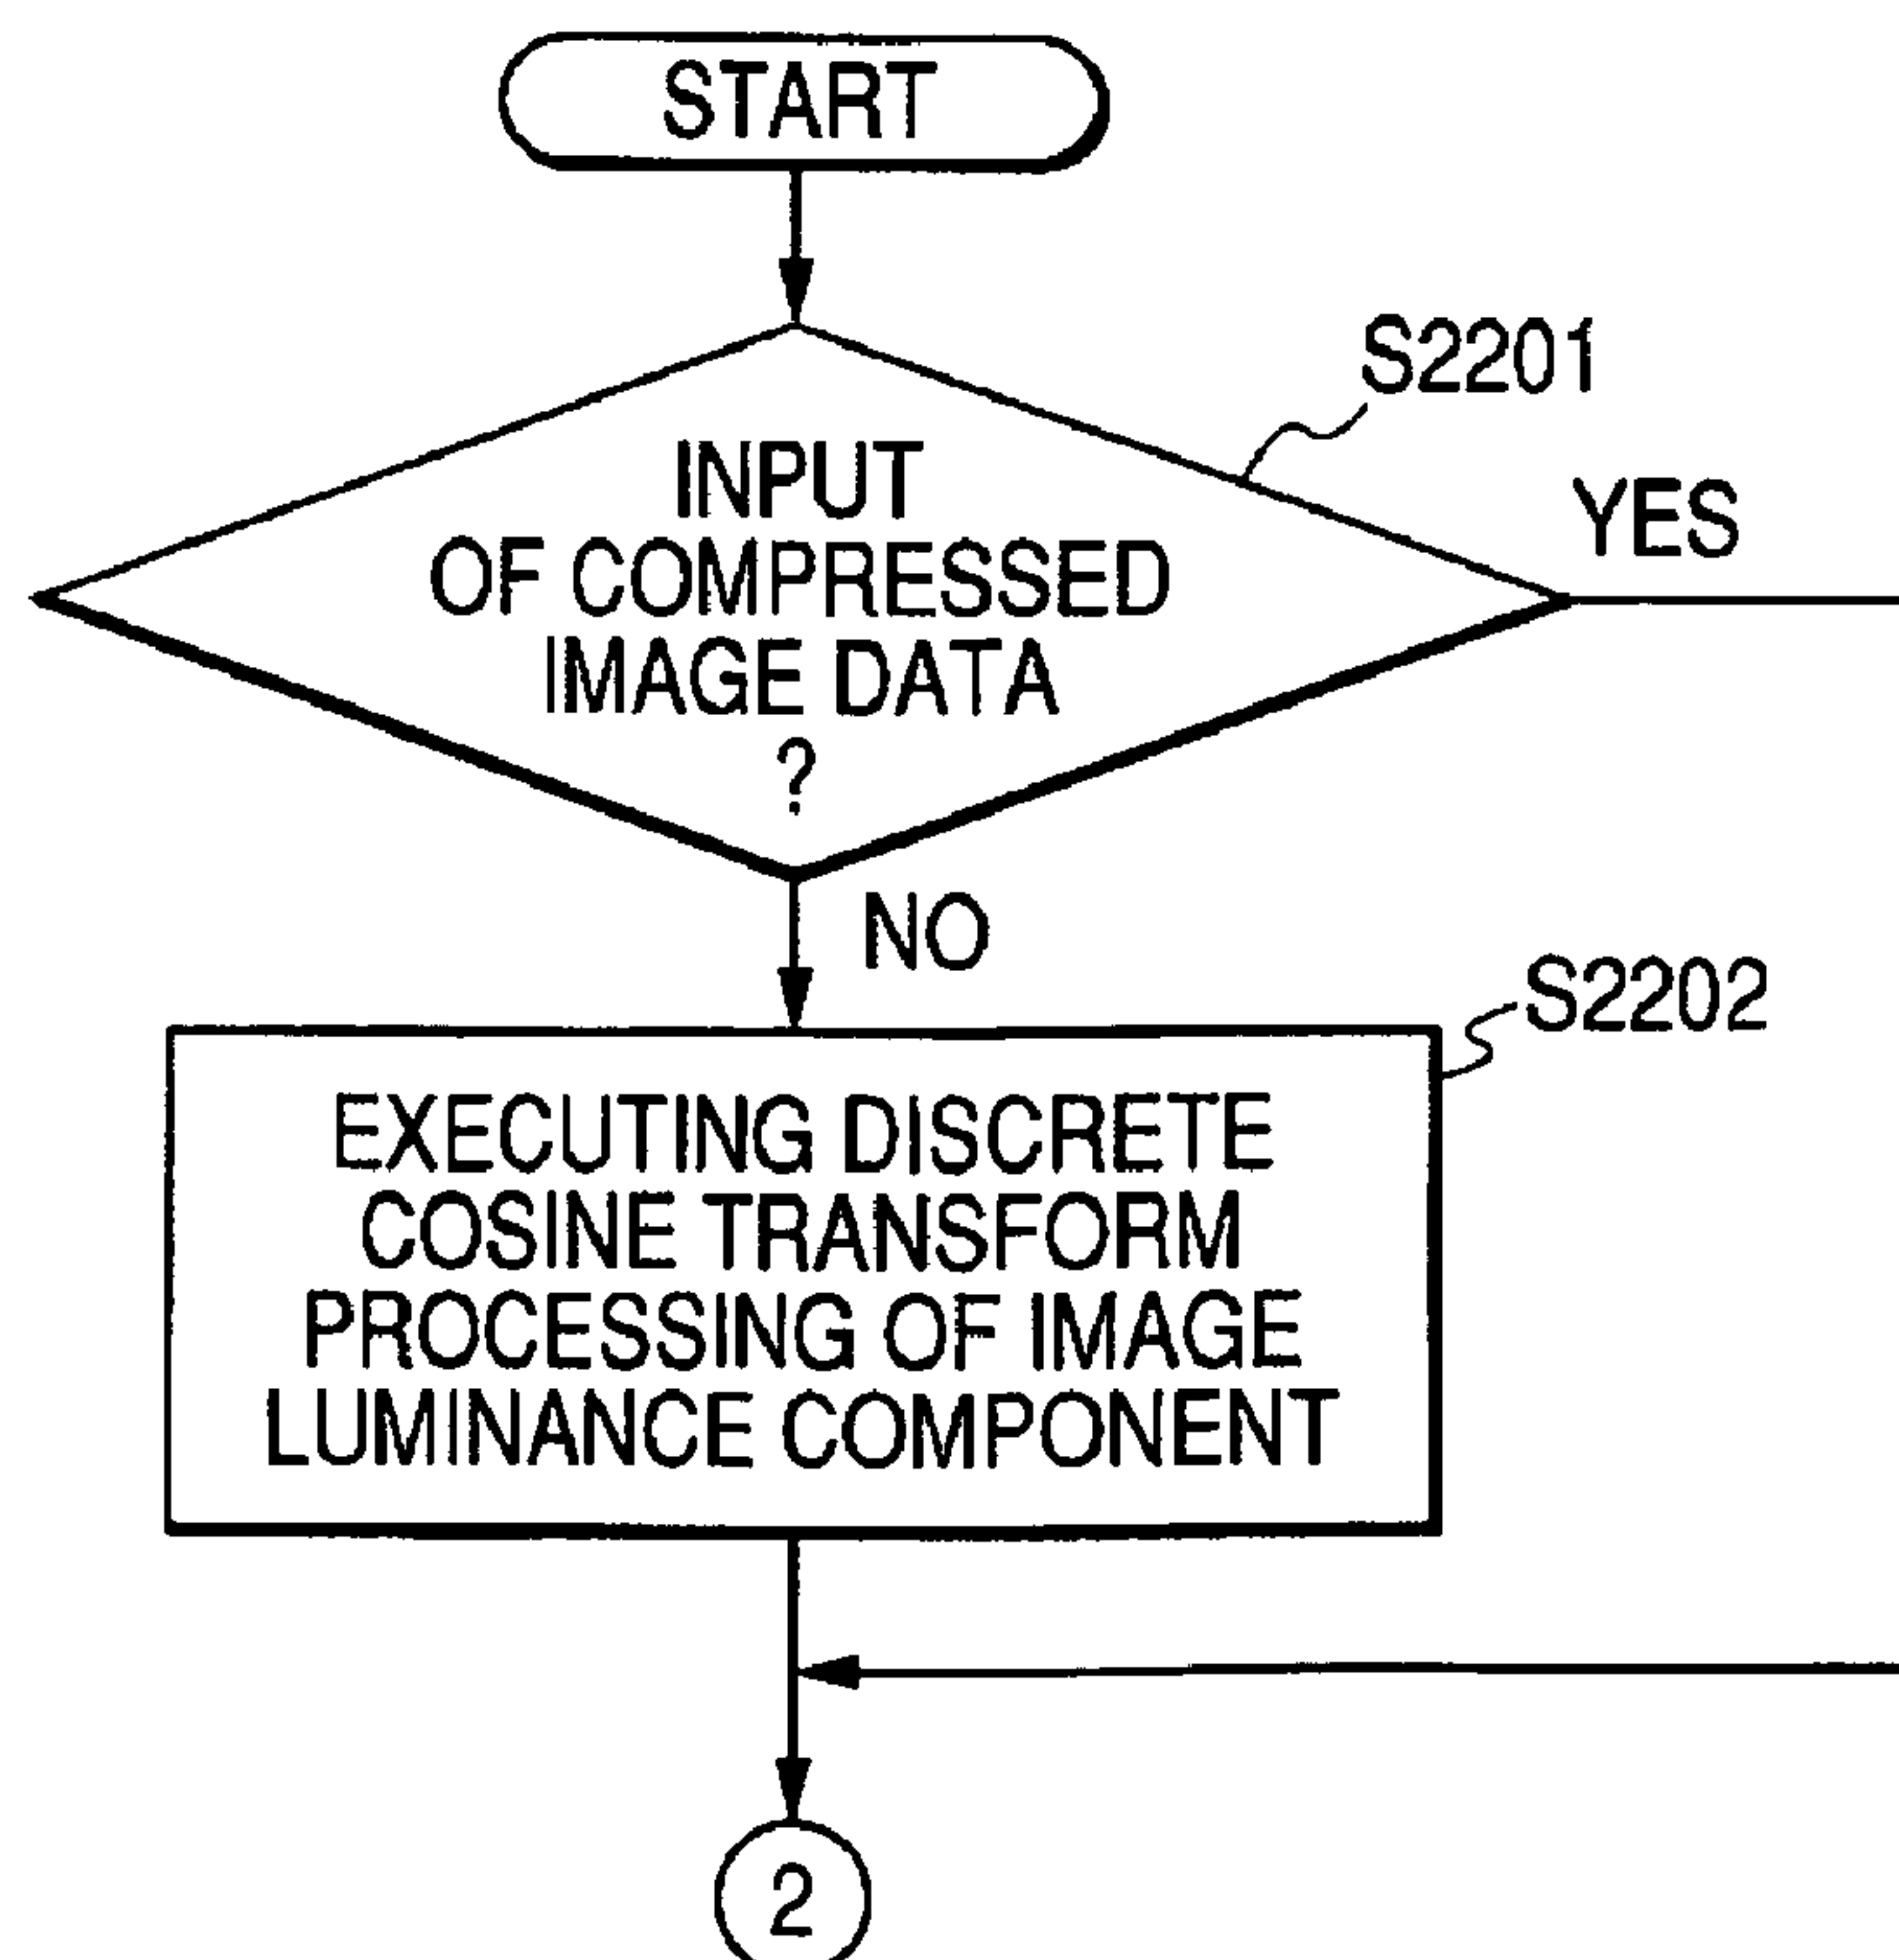 START
S2201
INPUT
OF COMPRESSED
IMAGE DATA
?
YES
NO
S2202
EXECUTING DISCRETE
COSINE TRANSFORM
PROCESSING OF IMAGE
LUMINANCE COMPONENT
2